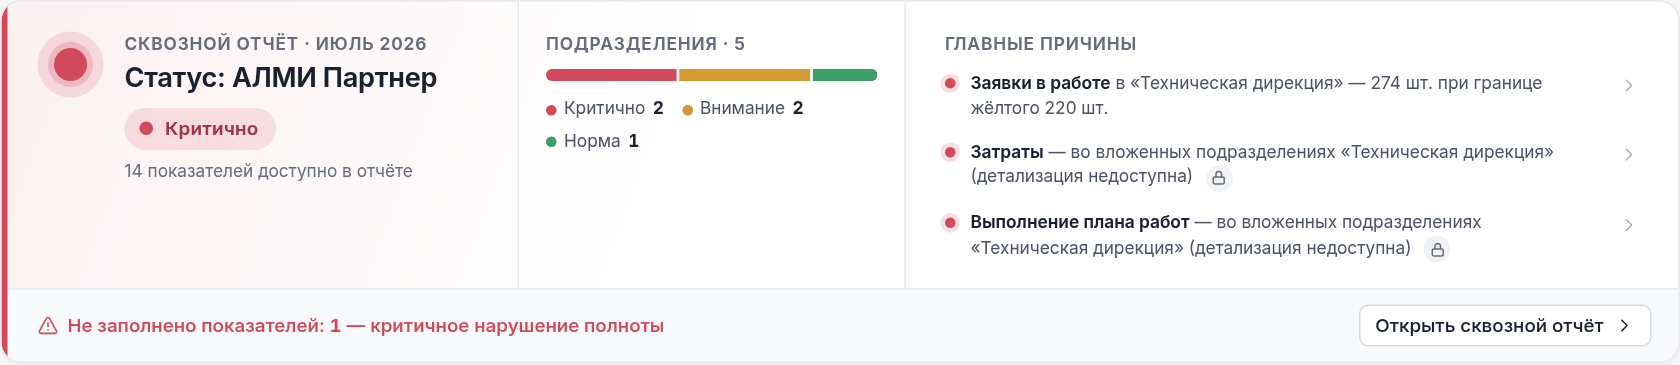 СКВОЗНОЙ ОТЧЁТ · ИЮЛЬ 2026
Статус: АЛМИ Партнер
Критично
14 показателей доступно в отчёте
ПОДРАЗДЕЛЕНИЯ · 5
Критично 2 Внимание 2
Норма 1
ГЛАВНЫЕ ПРИЧИНЫ
Заявки в работе в «Техническая дирекция» — 274 шт. при границе
жёлтого 220 шт.
Затраты — во вложенных подразделениях «Техническая дирекция»
(детализация недоступна)
Выполнение плана работ — во вложенных подразделениях
«Техническая дирекция» (детализация недоступна)
Не заполнено показателей: 1 — критичное нарушение полноты
Открыть сквозной отчёт